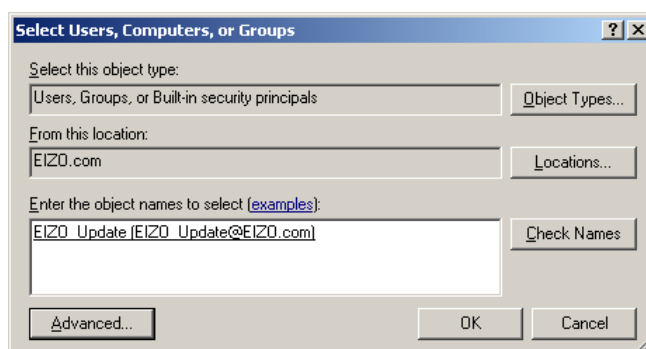 Select Users, Computers, or Groups
Select this object type:
Users, Groups, or Built-in security principals
Object Types...
From this location:
EIZO.com
Locations...
Enter the object names to select (examples):
EIZO_Update (EIZO_Update@EIZO.com)
Check Names
Advanced...
OK
Cancel